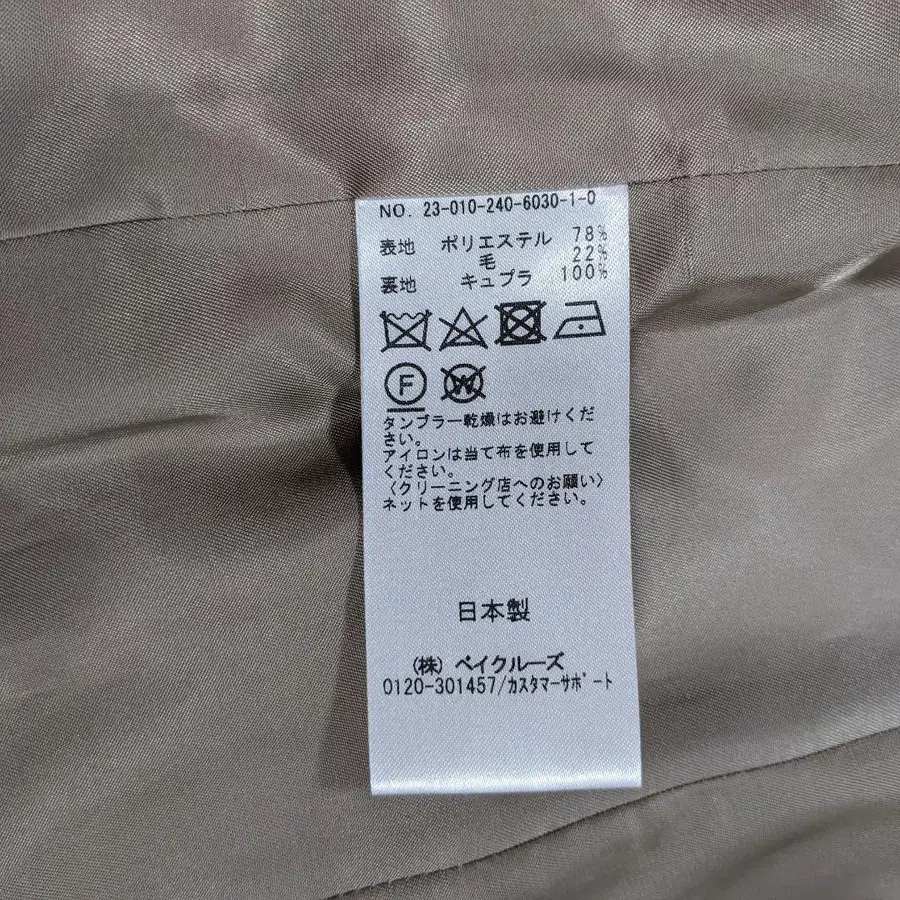 NO. 23-010-240-6030-1-0
表地 ポリエステル 78%
毛 22%
裏地 キュプラ 100%
F W
タンブラー乾燥はお避けくだ
さい。
アイロンは当て布を使用して
ください。
〈クリーニング店へのお願い〉
ネットを使用してください。
日本製
(株) ベイクルーズ
0120-301457/カスタマーサポート